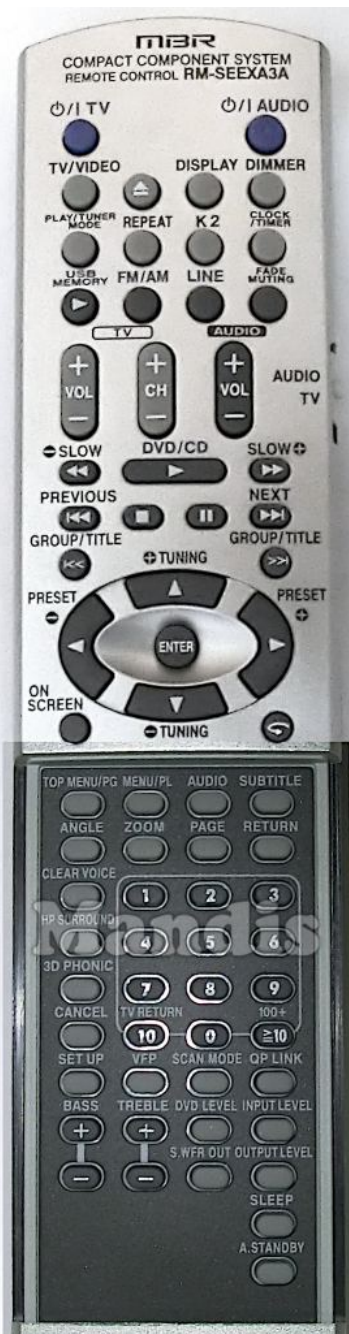 MBR
COMPACT COMPONENT SYSTEM
REMOTE CONTROL RM-SEEXA3A
⏻/I TV ⏻/I AUDIO
TV/VIDEO DISPLAY DIMMER
PLAY/TUNER MODE REPEAT K2 CLOCK /TIMER
USB MEMORY FM/AM LINE FADE MUTING
TV AUDIO
+ + +
VOL CH VOL AUDIO
− − − TV
SLOW DVD/CD SLOW
PREVIOUS NEXT
GROUP/TITLE GROUP/TITLE
TUNING
PRESET PRESET
ENTER
ON SCREEN
TUNING
TOP MENU/PG MENU/PL AUDIO SUBTITLE
ANGLE ZOOM PAGE RETURN
CLEAR VOICE
1 2 3
HP SURROUND
Mandis
4 5 6
3D PHONIC
7 8 9
CANCEL TV RETURN 100+
10 0 ≧10
SET UP VFP SCAN MODE QP LINK
BASS TREBLE DVD LEVEL INPUT LEVEL
+ +
S.WFR OUT OUTPUT LEVEL
− −
SLEEP
A.STANDBY